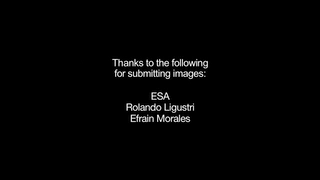 Thanks to the following
for submitting images:
ESA
Rolando Ligustri
Efrain Morales